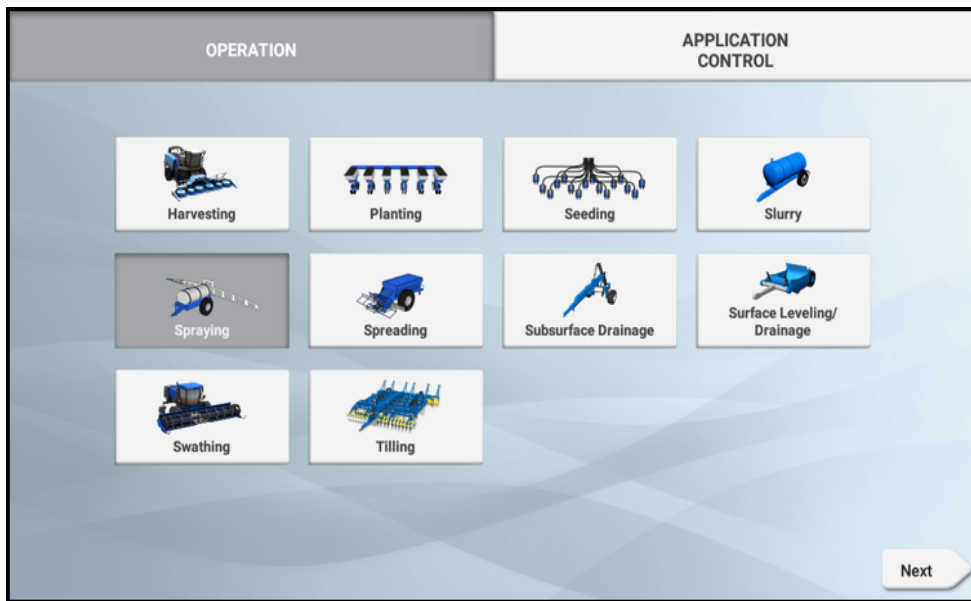 OPERATION
APPLICATION
CONTROL
Harvesting
Planting
Seeding
Slurry
Spraying
Spreading
Subsurface Drainage
Surface Leveling/
Drainage
Swathing
Tilling
Next